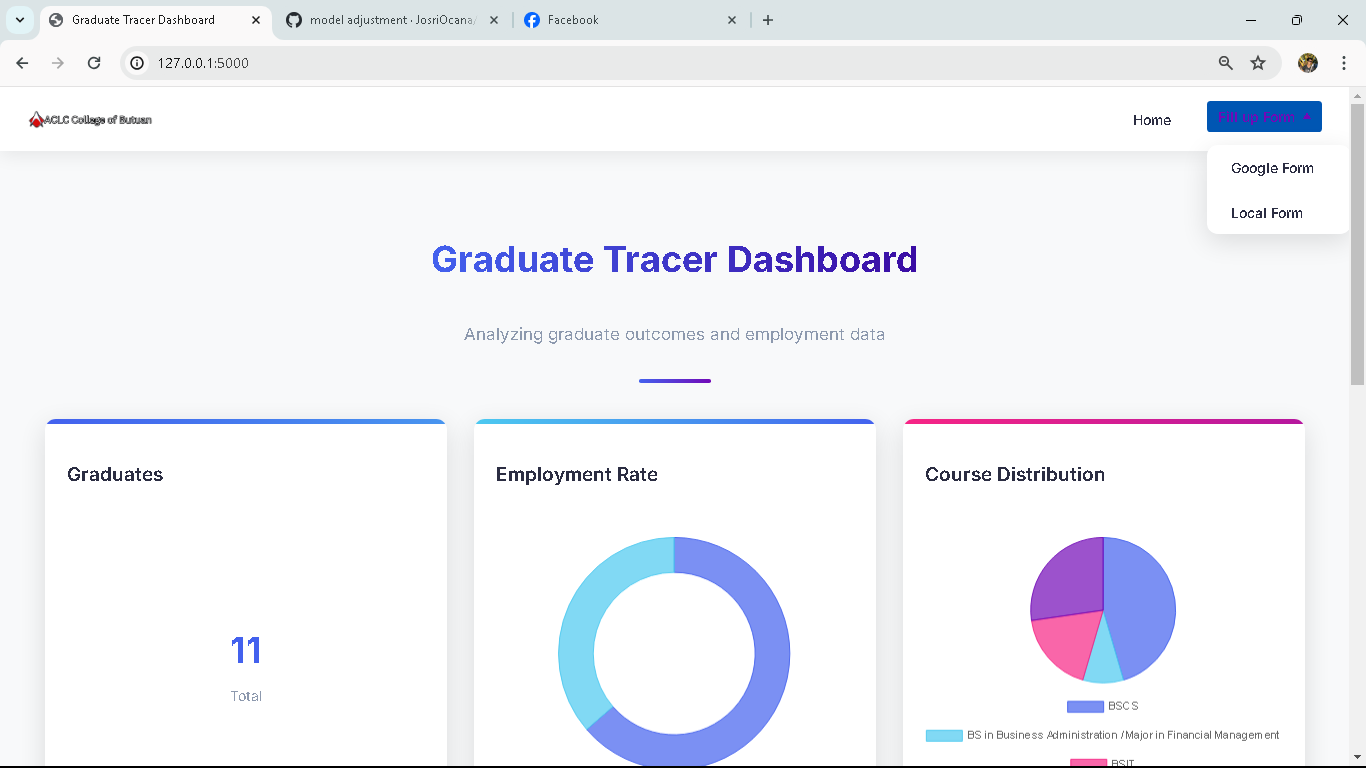 Graduate Tracer Dashboard
model adjustment · JosriOcana/
Facebook
127.0.0.1:5000
ACLC College of Butuan
Home
Fill up Form
Google Form
Local Form
Graduate Tracer Dashboard
Analyzing graduate outcomes and employment data
Graduates
Employment Rate
Course Distribution
11
Total
BSCS
BS in Business Administration /Major in Financial Management
BSIT